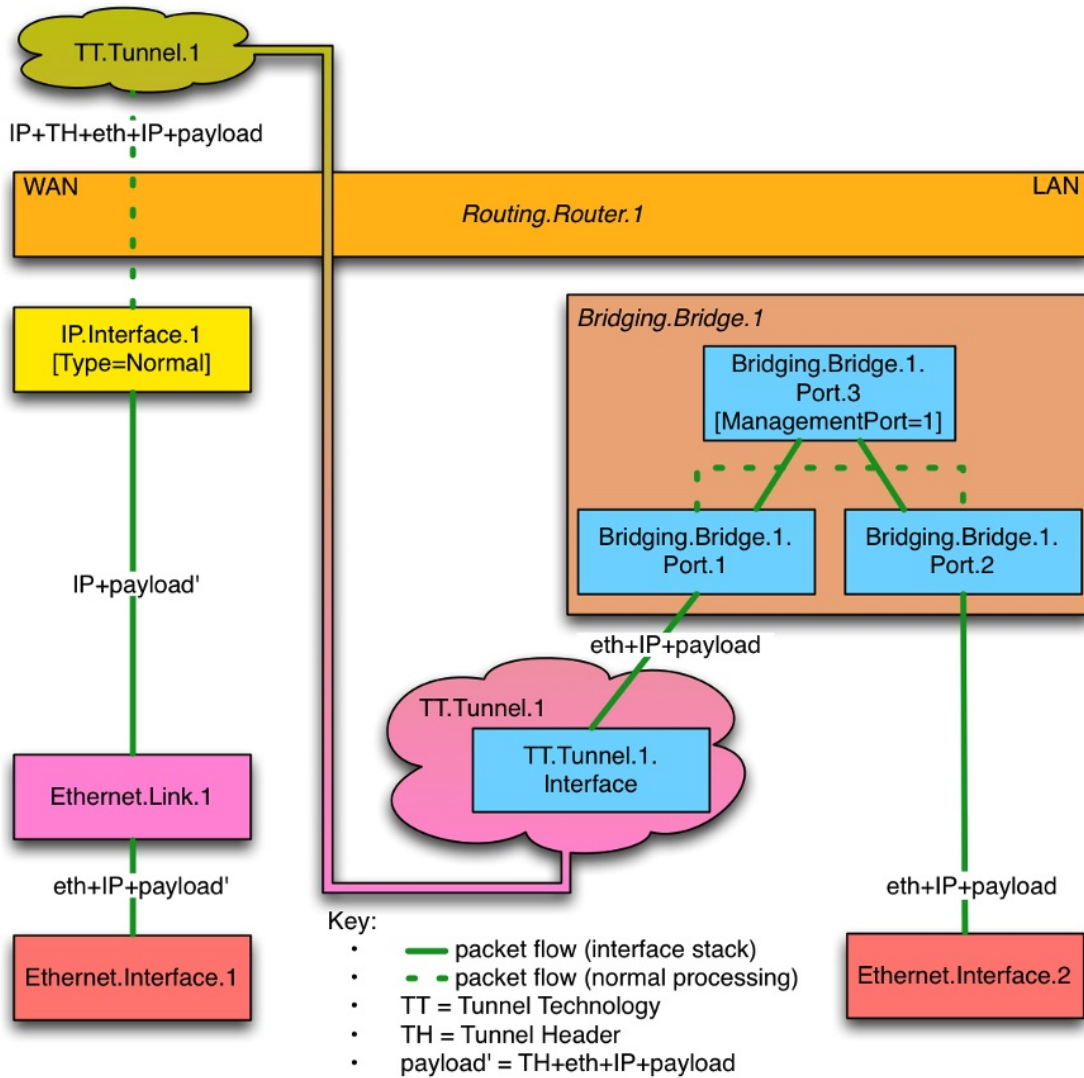 TT.Tunnel.1
IP+TH+eth+IP+payload
WAN
LAN
Routing.Router.1
IP.Interface.1
[Type=Normal]
Bridging.Bridge.1
Bridging.Bridge.1.
Port.3
[ManagementPort=1]
Bridging.Bridge.1.
Port.1
Bridging.Bridge.1.
Port.2
IP+payload'
eth+IP+payload
TT.Tunnel.1
TT.Tunnel.1.
Interface
Ethernet.Link.1
eth+IP+payload'
eth+IP+payload
Ethernet.Interface.1
Ethernet.Interface.2
Key:
· packet flow (interface stack)
· packet flow (normal processing)
· TT = Tunnel Technology
· TH = Tunnel Header
· payload' = TH+eth+IP+payload